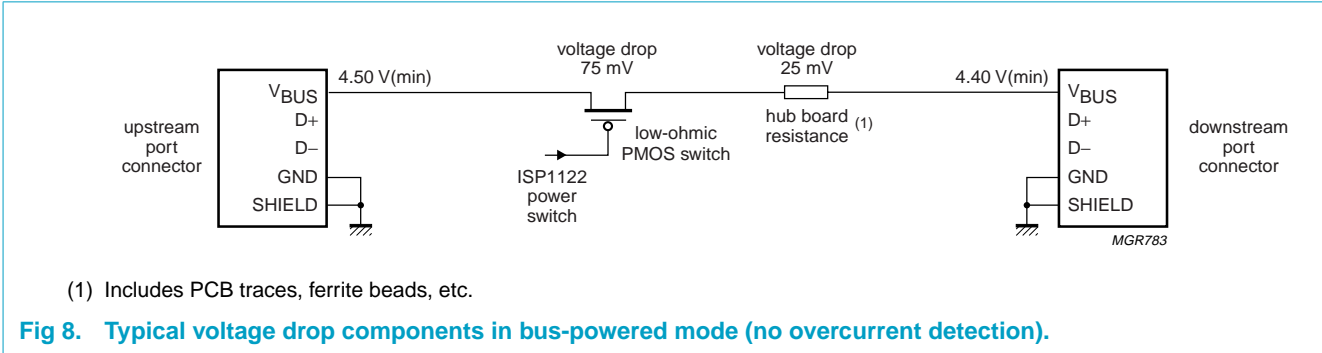 voltage drop
75 mV
voltage drop
25 mV
4.50 V(min)
4.40 V(min)
VBUS
D+
D−
GND
SHIELD
upstream
port
connector
low-ohmic
PMOS switch
hub board
resistance (1)
ISP1122
power
switch
VBUS
D+
D−
GND
SHIELD
downstream
port
connector
MGR783
(1) Includes PCB traces, ferrite beads, etc.
Fig 8. Typical voltage drop components in bus-powered mode (no overcurrent detection).